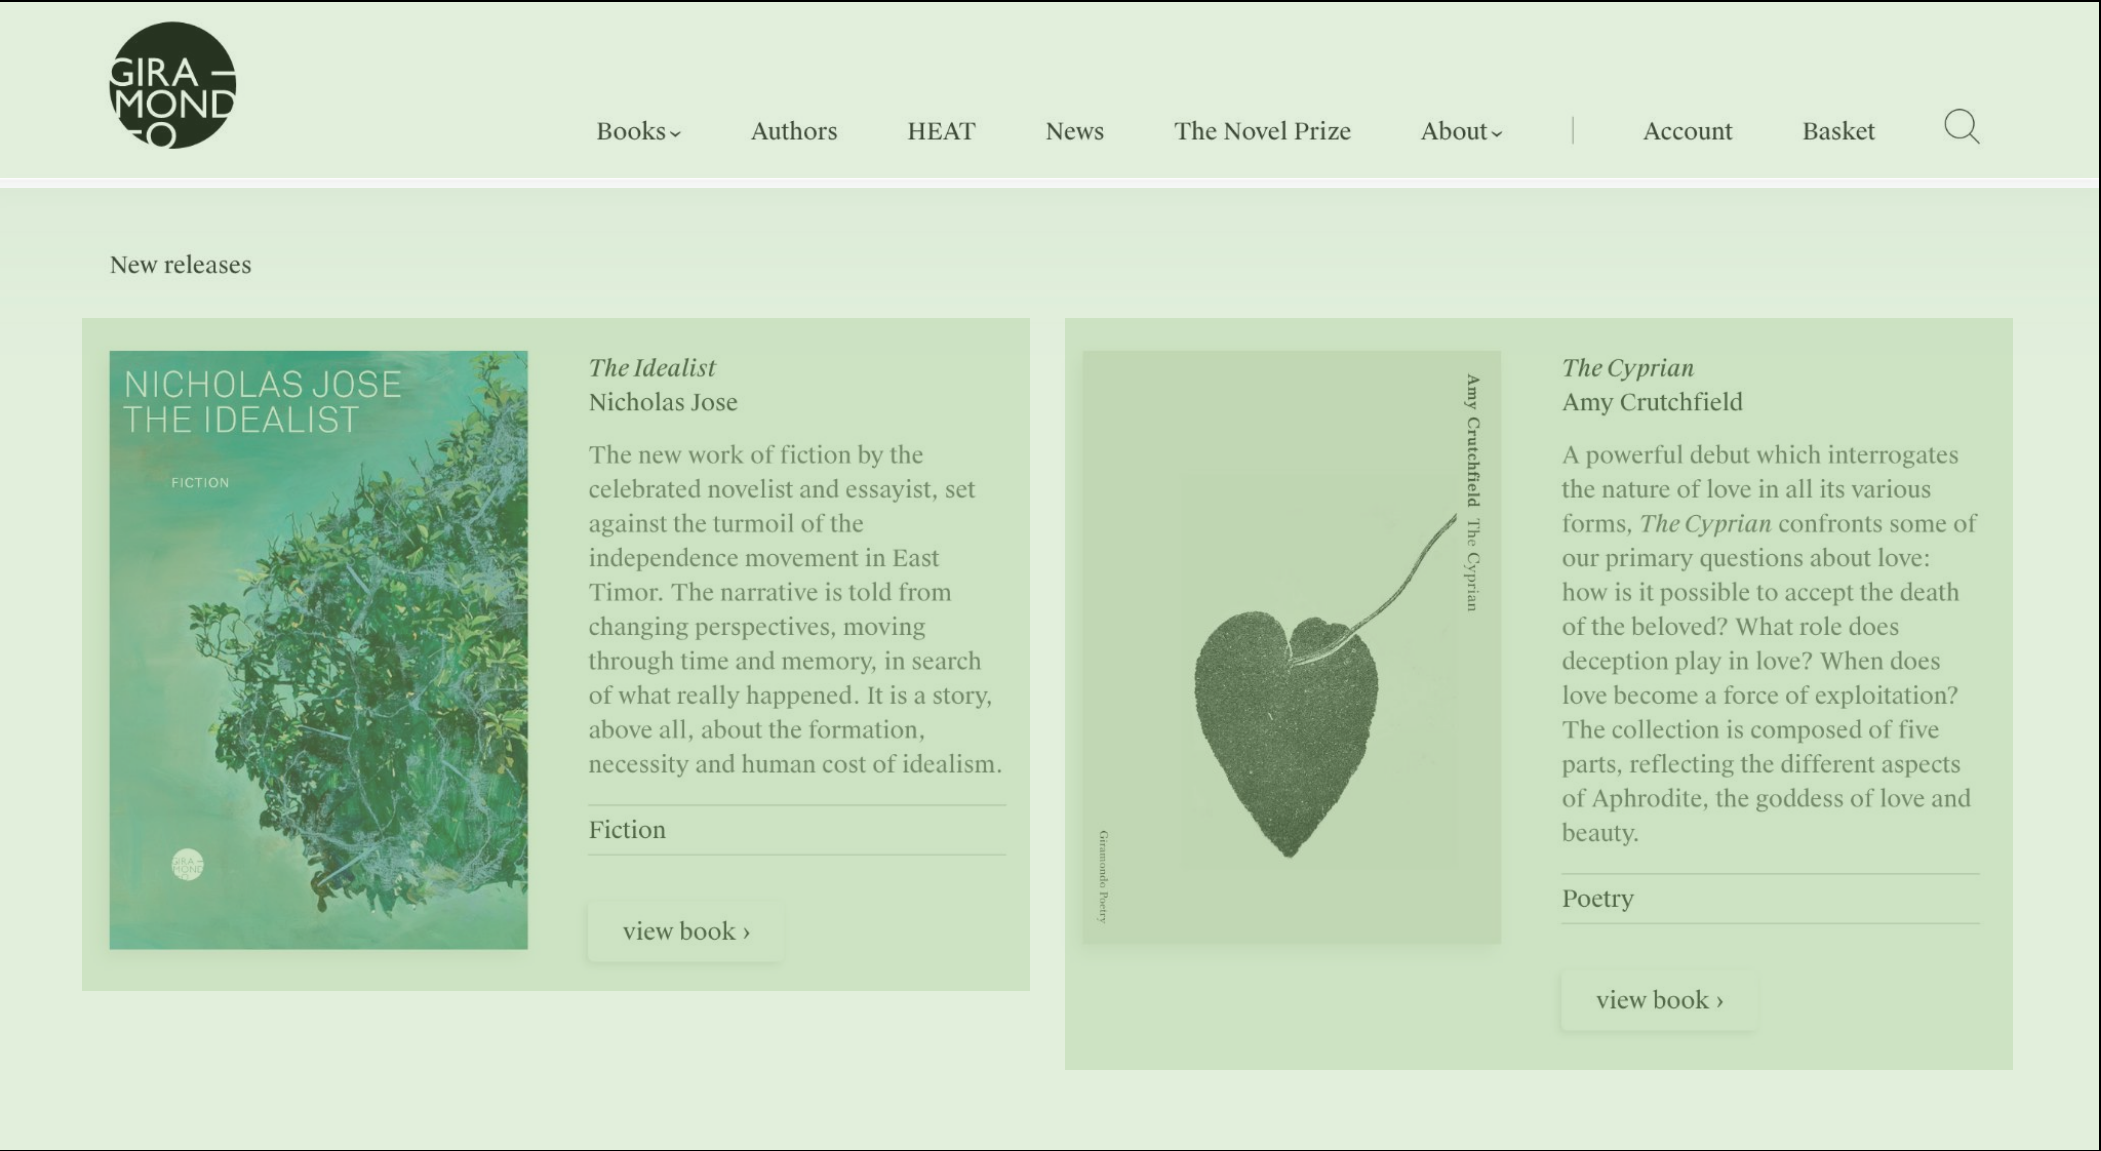 GIRA –
MOND
–O
Books
Authors
HEAT
News
The Novel Prize
About
Account
Basket
New releases
NICHOLAS JOSE
THE IDEALIST
FICTION
GIRA –
MOND
The Idealist
Nicholas Jose
The new work of fiction by the
celebrated novelist and essayist, set
against the turmoil of the
independence movement in East
Timor. The narrative is told from
changing perspectives, moving
through time and memory, in search
of what really happened. It is a story,
above all, about the formation,
necessity and human cost of idealism.
Fiction
view book ›
Amy Crutchfield The Cyprian
Giramondo Poetry
The Cyprian
Amy Crutchfield
A powerful debut which interrogates
the nature of love in all its various
forms, The Cyprian confronts some of
our primary questions about love:
how is it possible to accept the death
of the beloved? What role does
deception play in love? When does
love become a force of exploitation?
The collection is composed of five
parts, reflecting the different aspects
of Aphrodite, the goddess of love and
beauty.
Poetry
view book ›